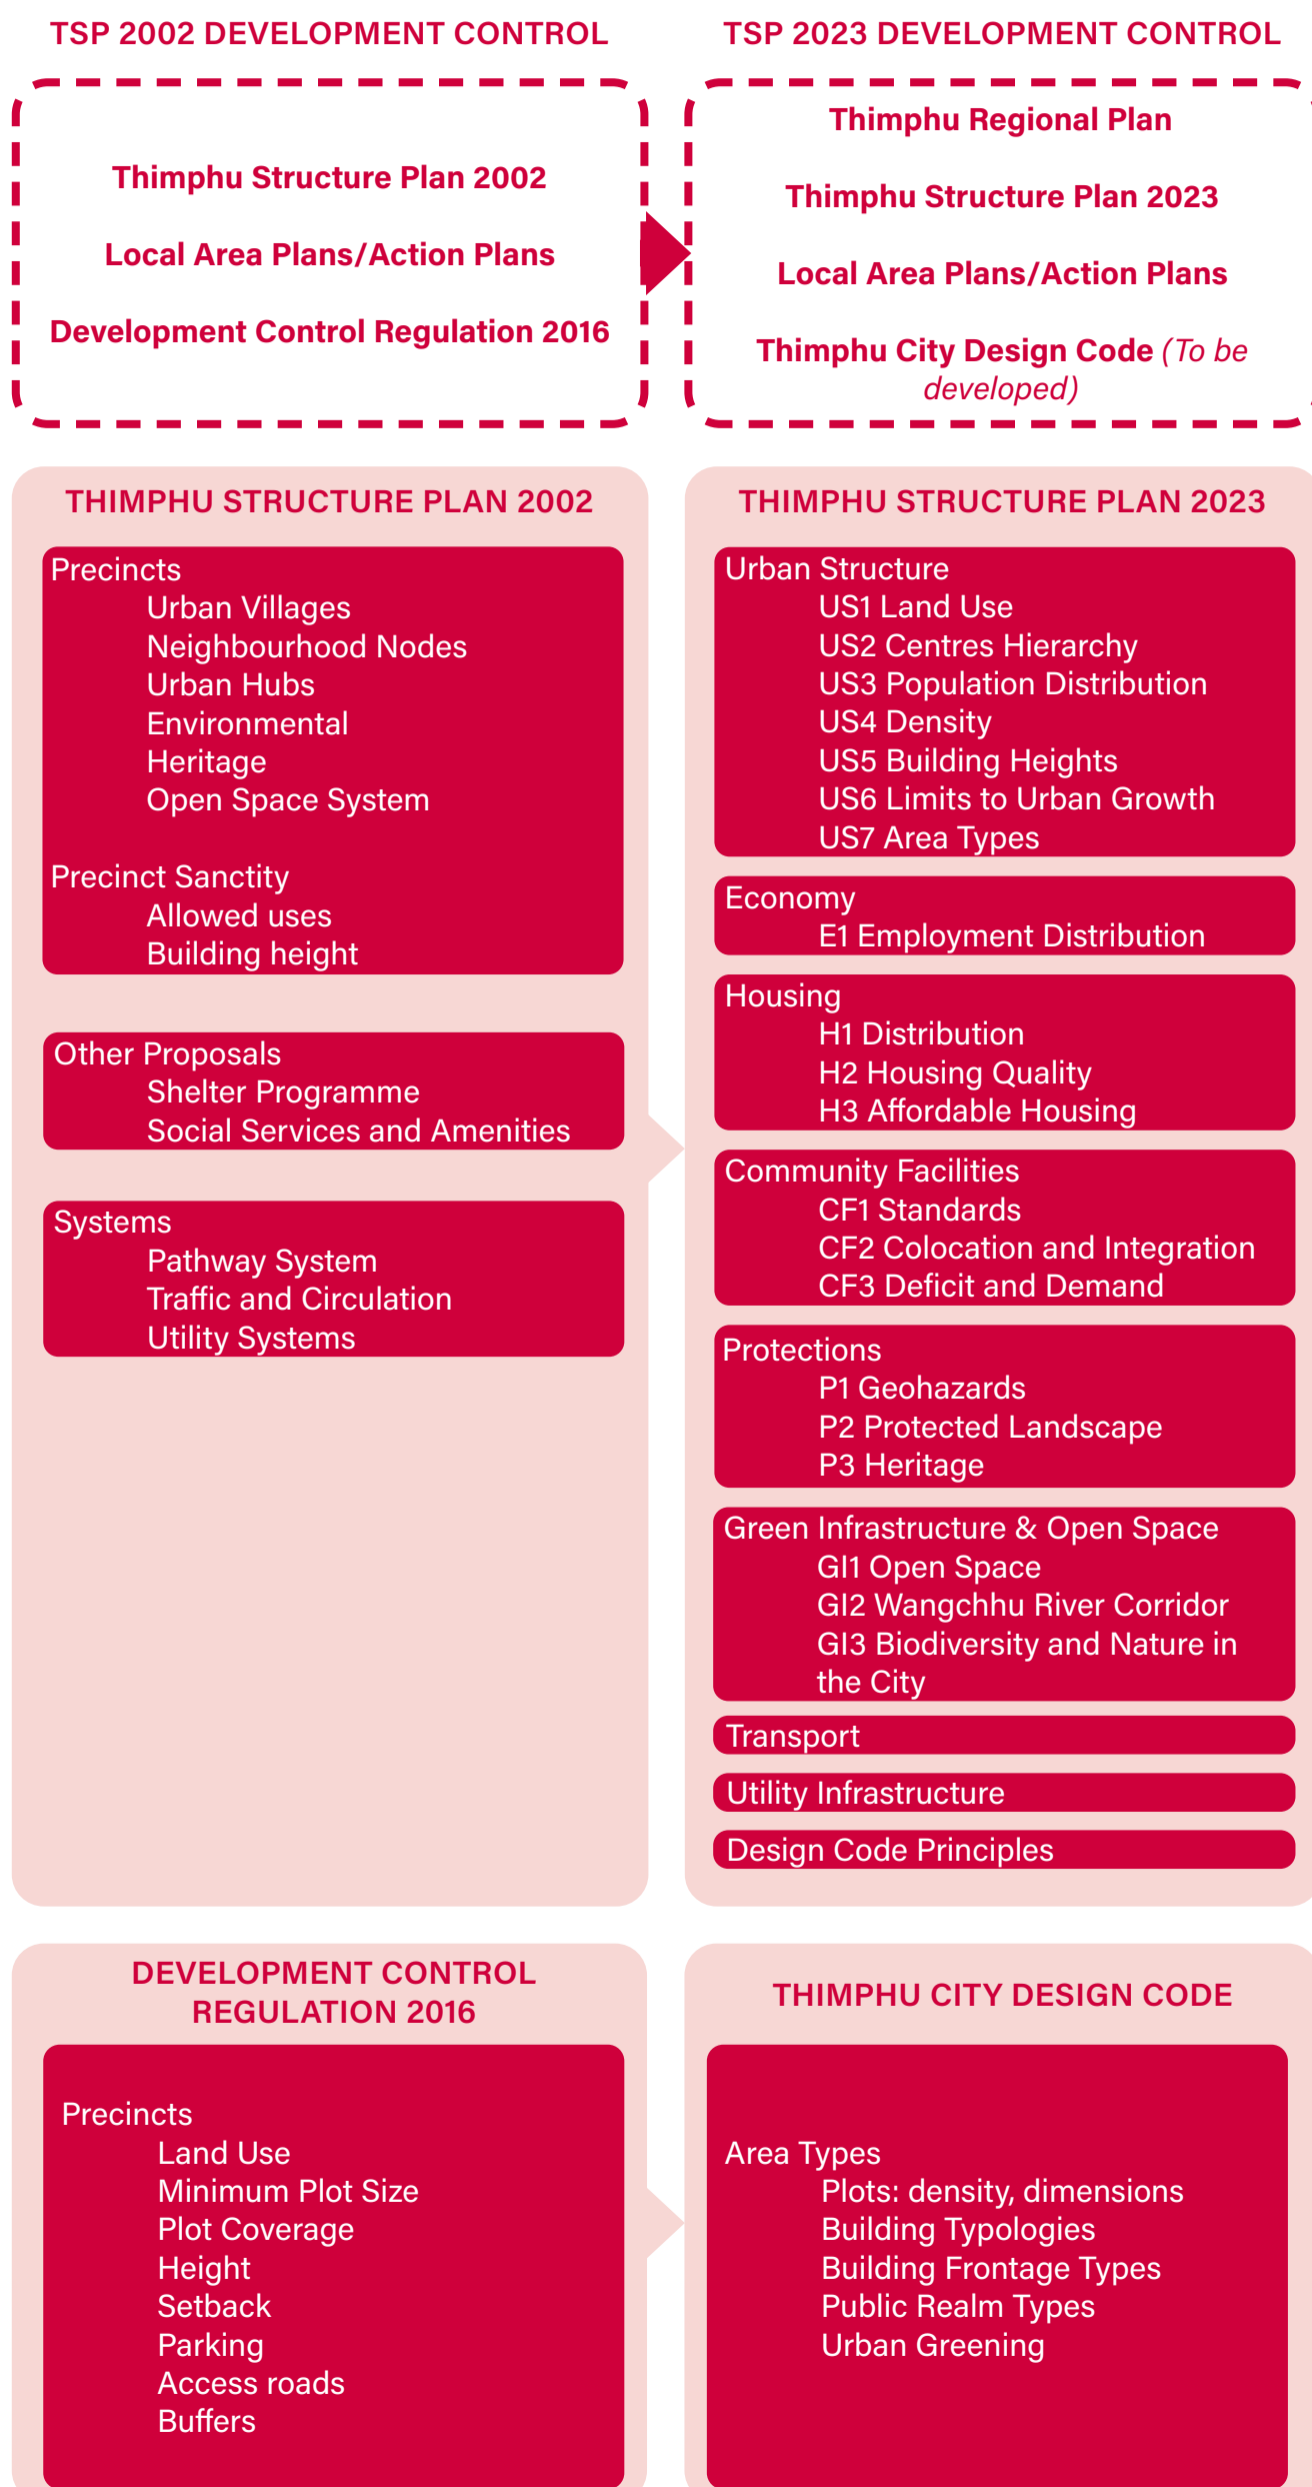 TSP 2002 DEVELOPMENT CONTROL
Thimphu Structure Plan 2002
Local Area Plans/Action Plans
Development Control Regulation 2016
TSP 2023 DEVELOPMENT CONTROL
Thimphu Regional Plan
Thimphu Structure Plan 2023
Local Area Plans/Action Plans
Thimphu City Design Code (To be
developed)
THIMPHU STRUCTURE PLAN 2002
Precincts
Urban Villages
Neighbourhood Nodes
Urban Hubs
Environmental
Heritage
Open Space System
Precinct Sanctity
Allowed uses
Building height
Other Proposals
Shelter Programme
Social Services and Amenities
Systems
Pathway System
Traffic and Circulation
Utility Systems
THIMPHU STRUCTURE PLAN 2023
Urban Structure
US1 Land Use
US2 Centres Hierarchy
US3 Population Distribution
US4 Density
US5 Building Heights
US6 Limits to Urban Growth
US7 Area Types
Economy
E1 Employment Distribution
Housing
H1 Distribution
H2 Housing Quality
H3 Affordable Housing
Community Facilities
CF1 Standards
CF2 Colocation and Integration
CF3 Deficit and Demand
Protections
P1 Geohazards
P2 Protected Landscape
P3 Heritage
Green Infrastructure & Open Space
GI1 Open Space
GI2 Wangchhu River Corridor
GI3 Biodiversity and Nature in
the City
Transport
Utility Infrastructure
Design Code Principles
DEVELOPMENT CONTROL
REGULATION 2016
Precincts
Land Use
Minimum Plot Size
Plot Coverage
Height
Setback
Parking
Access roads
Buffers
THIMPHU CITY DESIGN CODE
Area Types
Plots: density, dimensions
Building Typologies
Building Frontage Types
Public Realm Types
Urban Greening